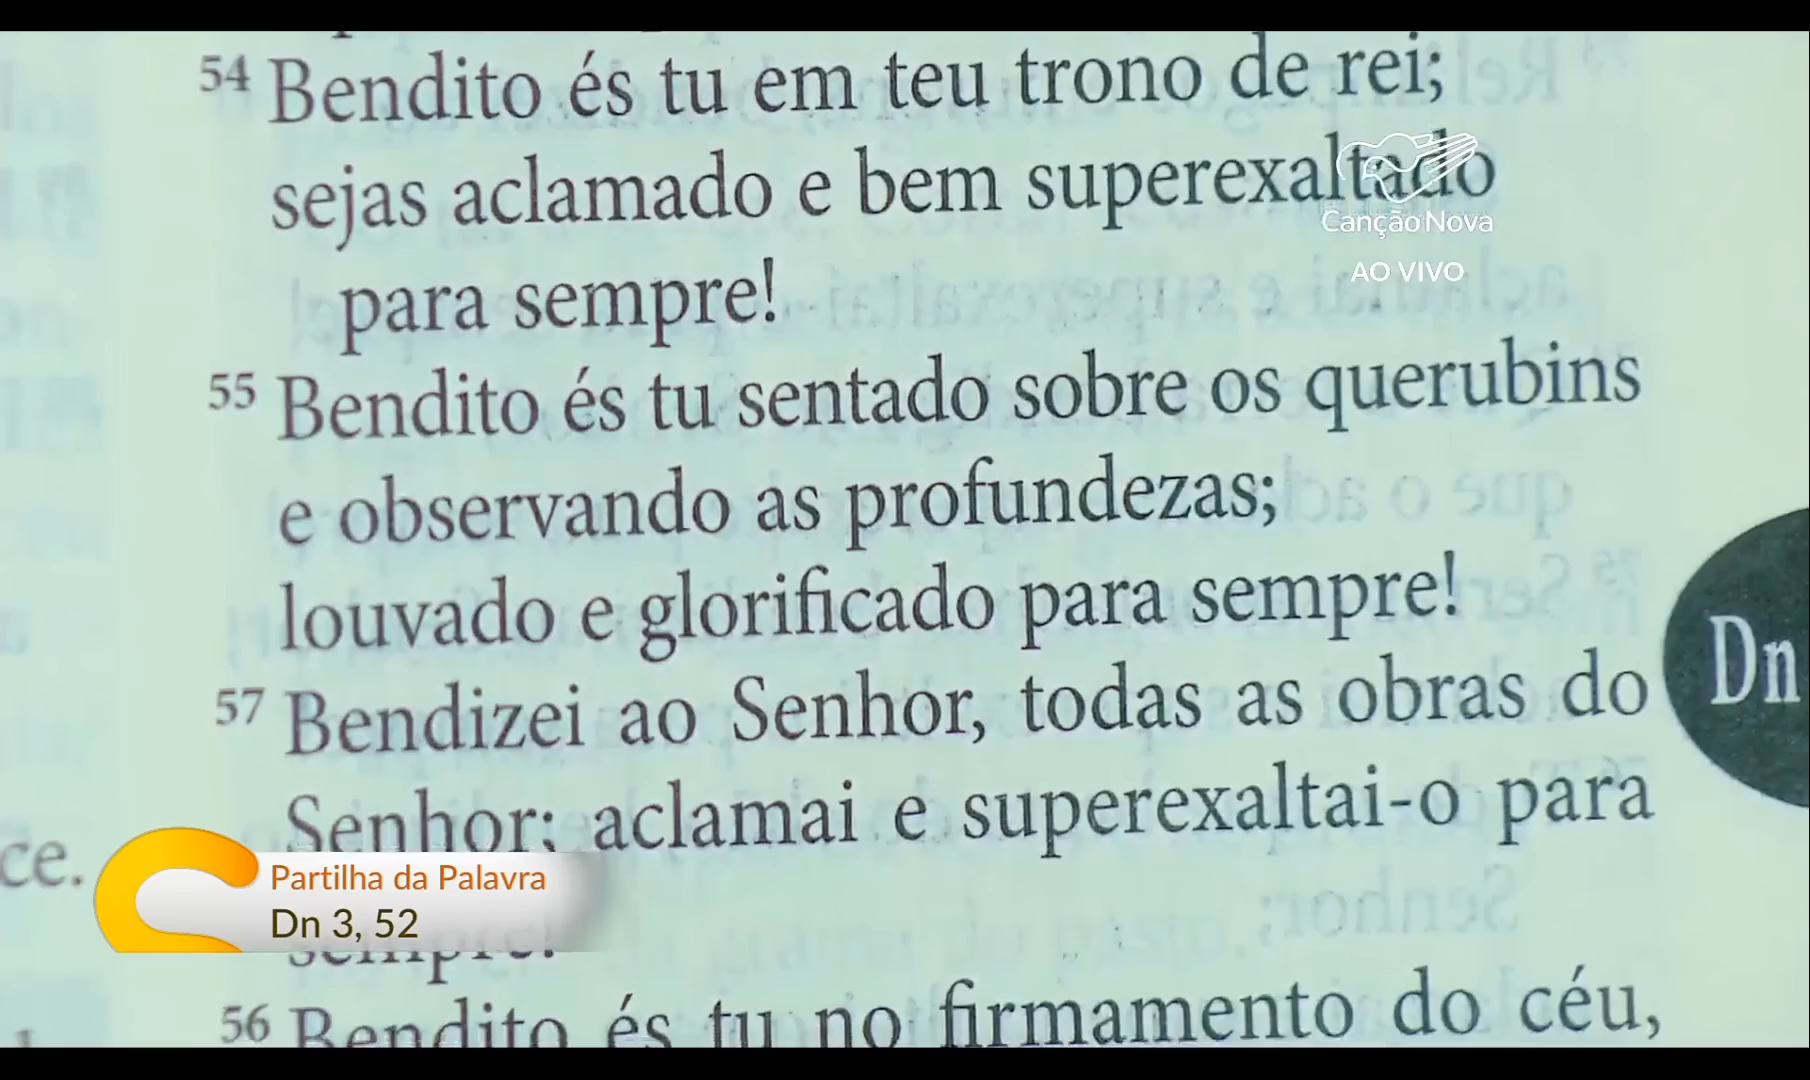 54 Bendito és tu em teu trono de rei;
sejas aclamado e bem superexaltado
para sempre!
55 Bendito és tu sentado sobre os querubins
e observando as profundezas;
louvado e glorificado para sempre!
57 Bendizei ao Senhor, todas as obras do
Senhor; aclamai e superexaltai-o para
sempre!
56 Bendito és tu no firmamento do céu,
ce.
Dn
Canção Nova
AO VIVO
Partilha da Palavra
Dn 3, 52